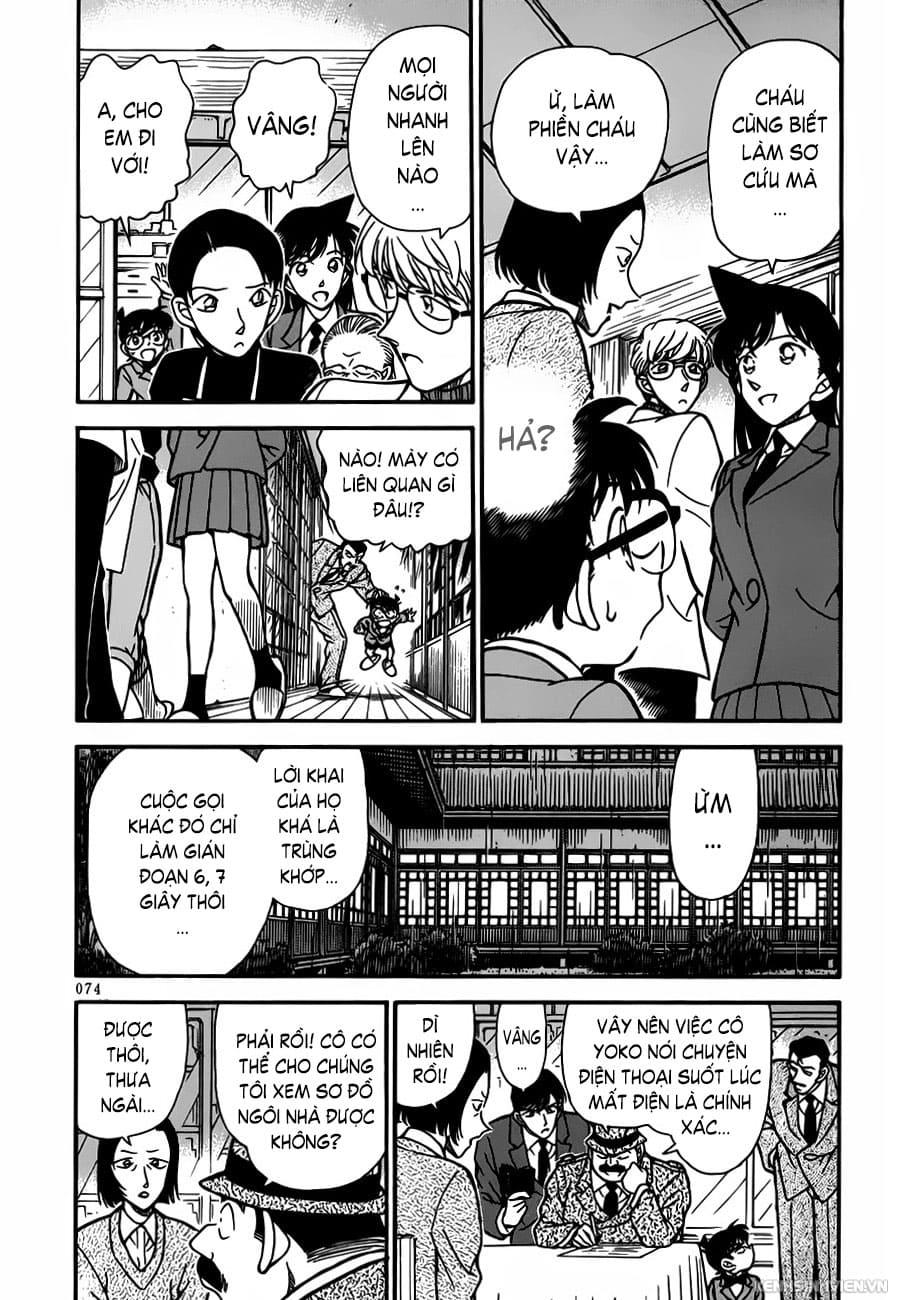 CHÁU
CŨNG BIẾT
LÀM SƠ
CỨU MÀ
...
Ừ, LÀM
PHIỀN CHÁU
VẬY...
HẢ?
MỌI
NGƯỜI
NHANH
LÊN
NÀO
...
VÂNG!
A, CHO
EM ĐI
VỚI!
NÀO! MÀY CÓ
LIÊN QUAN GÌ
ĐÂU!?
ỪM
...
LỜI KHAI
CỦA HỌ
KHÁ LÀ
TRÙNG
KHỚP...
CUỘC GỌI
KHÁC ĐÓ CHỈ
LÀM GIÁN
ĐOẠN 6, 7
GIÂY THÔI
...
074
VÂY NÊN VIỆC CÔ
YOKO NÓI CHUYỆN
ĐIỆN THOẠI SUỐT LÚC
MẤT ĐIỆN LÀ CHÍNH
XÁC...
VÂNG
...
DĨ
NHIÊN
RỒI!
PHẢI RỒI! CÔ CÓ
THỂ CHO CHÚNG
TÔI XEM SƠ ĐỒ
NGÔI NHÀ ĐƯỢC
KHÔNG?
ĐƯỢC
THÔI,
THƯA
NGÀI...